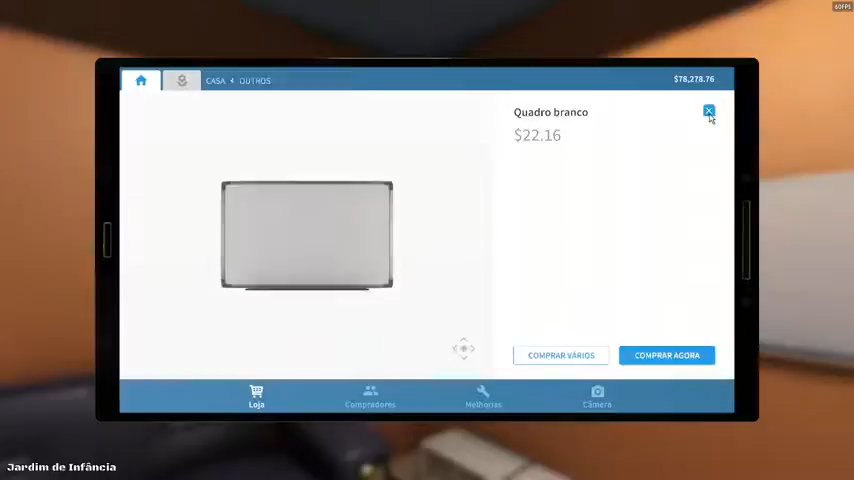 60FPS
CASA OUTROS
$78,278.76
Quadro branco
$22.16
COMPRAR VÁRIOS
COMPRAR AGORA
Loja
Compradores
Melhorias
Câmera
Jardim de Infância